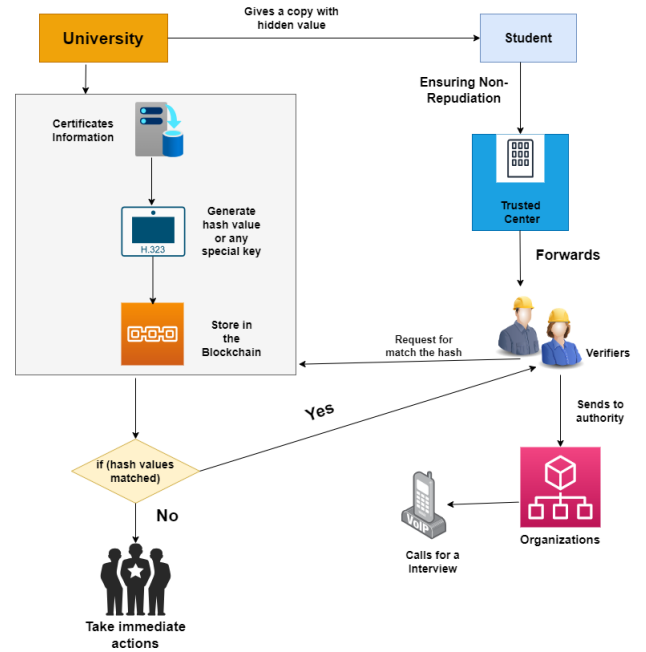 Gives a copy with
hidden value
University
Student
Ensuring Non-
Repudiation
Certificates
Information
Trusted
Center
Generate
hash value
or any
special key
H.323
Forwards
Store in
the
Blockchain
Request for
match the hash
Verifiers
Yes
Sends to
authority
if (hash values
matched)
No
VoIP
Organizations
Calls for a
Interview
Take immediate
actions